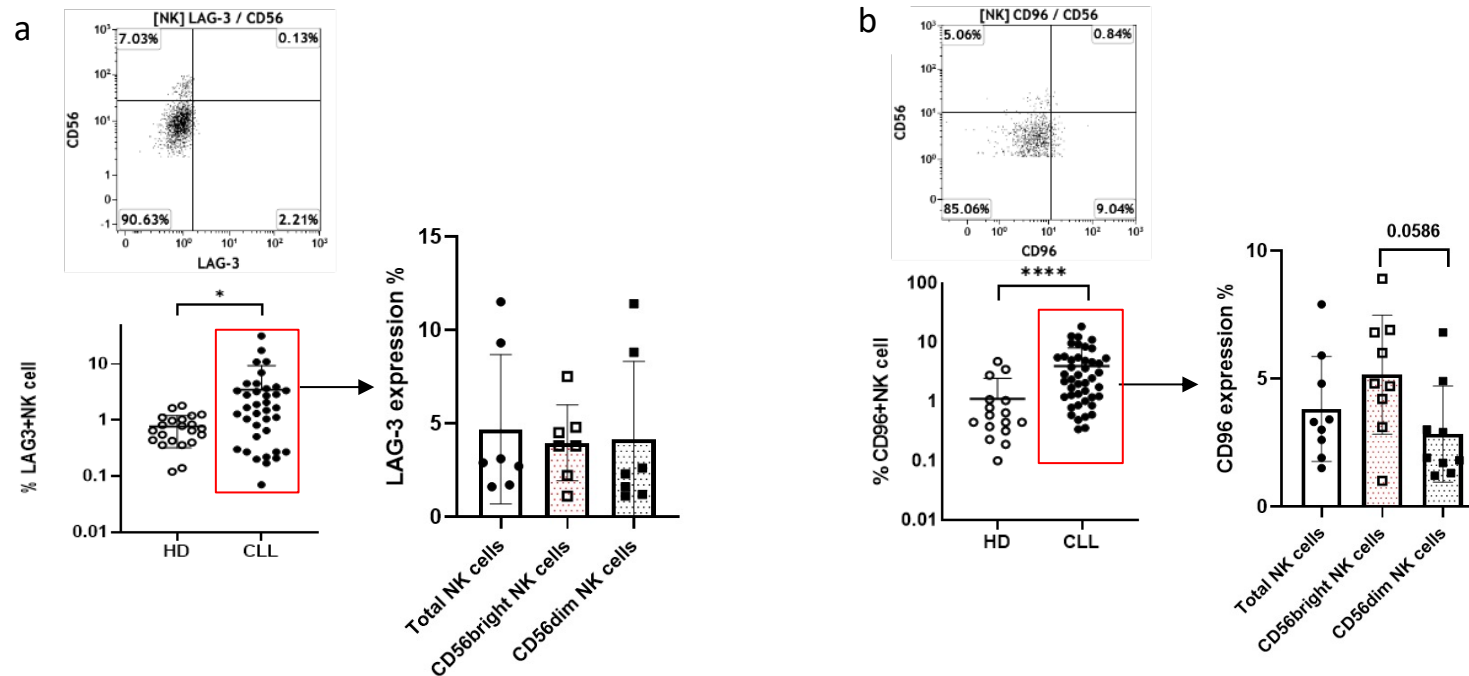 a
[NK] LAG-3 / CD56
7.03%
0.13%
90.63%
2.21%
10³
10²
10¹
1
0
-1
CD56
0
10⁰
10¹
10²
10³
LAG-3
*
% LAG3+NK cell
10
1
0.1
0.01
HD
CLL
LAG-3 expression %
15
10
5
0
Total NK cells
CD56bright NK cells
CD56dim NK cells
b
[NK] CD96 / CD56
5.06%
0.84%
85.06%
9.04%
10³
10²
10¹
10⁰
0
CD56
0
10⁰
10¹
10²
10³
CD96
****
% CD96+NK cell
100
10
1
0.1
0.01
HD
CLL
0.0586
CD96 expression %
10
5
0
Total NK cells
CD56bright NK cells
CD56dim NK cells